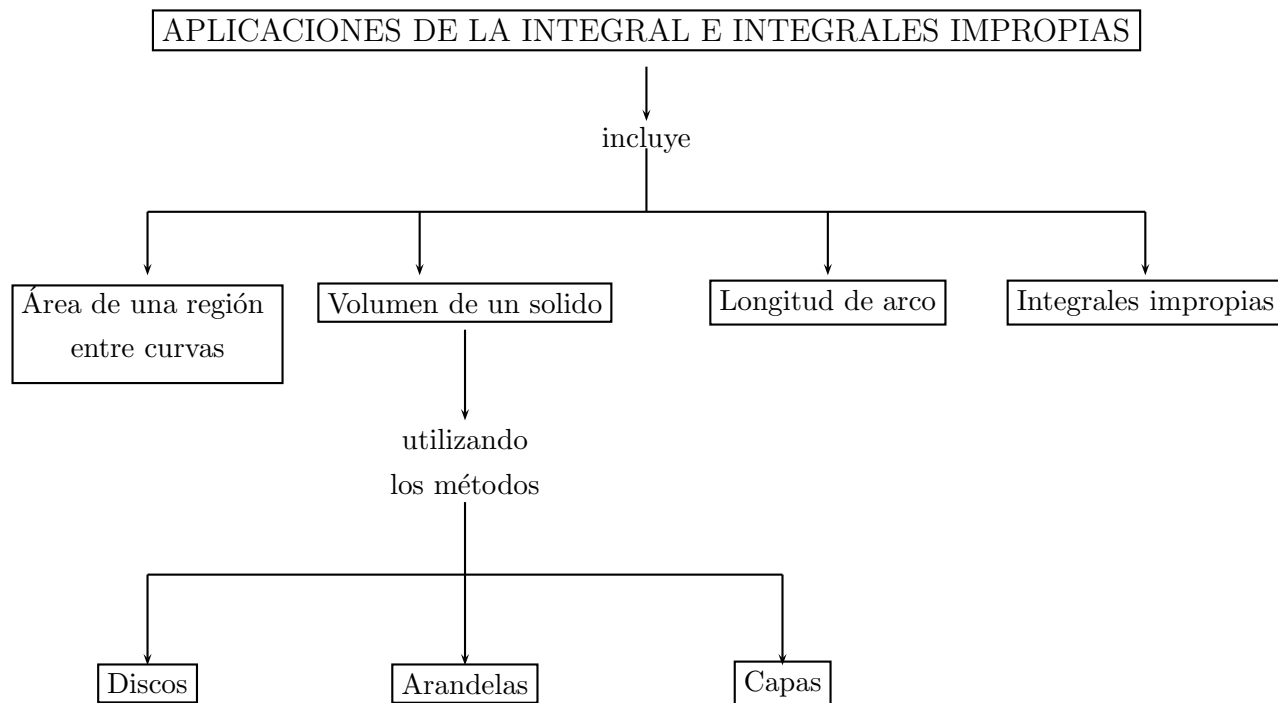 APLICACIONES DE LA INTEGRAL E INTEGRALES IMPROPIAS
incluye
Área de una región
entre curvas
Volumen de un solido
Longitud de arco
Integrales impropias
utilizando
los métodos
Discos
Arandelas
Capas